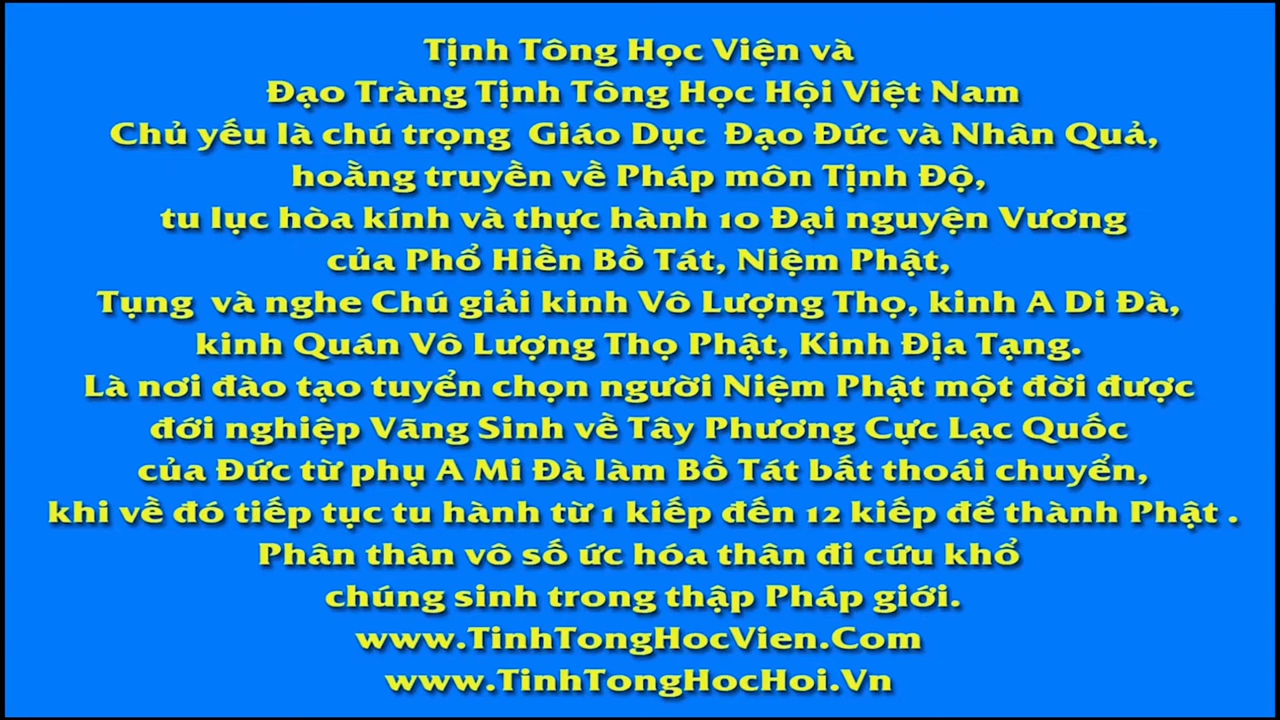 Tịnh Tông Học Viện và
Đạo Tràng Tịnh Tông Học Hội Việt Nam
Chủ yếu là chú trọng Giáo Dục Đạo Đức và Nhân Quả,
hoằng truyền về Pháp môn Tịnh Độ,
tu lục hòa kính và thực hành 10 Đại nguyện Vương
của Phổ Hiền Bồ Tát, Niệm Phật,
Tụng và nghe Chú giải kinh Vô Lượng Thọ, kinh A Di Đà,
kinh Quán Vô Lượng Thọ Phật, Kinh Địa Tạng.
Là nơi đào tạo tuyển chọn người Niệm Phật một đời được
đới nghiệp Vãng Sinh về Tây Phương Cực Lạc Quốc
của Đức từ phụ A Mi Đà làm Bồ Tát bất thoái chuyển,
khi về đó tiếp tục tu hành từ 1 kiếp đến 12 kiếp để thành Phật .
Phân thân vô số ức hóa thân đi cứu khổ
chúng sinh trong thập Pháp giới.
www.TinhTongHocVien.Com
www.TinhTongHocHoi.Vn